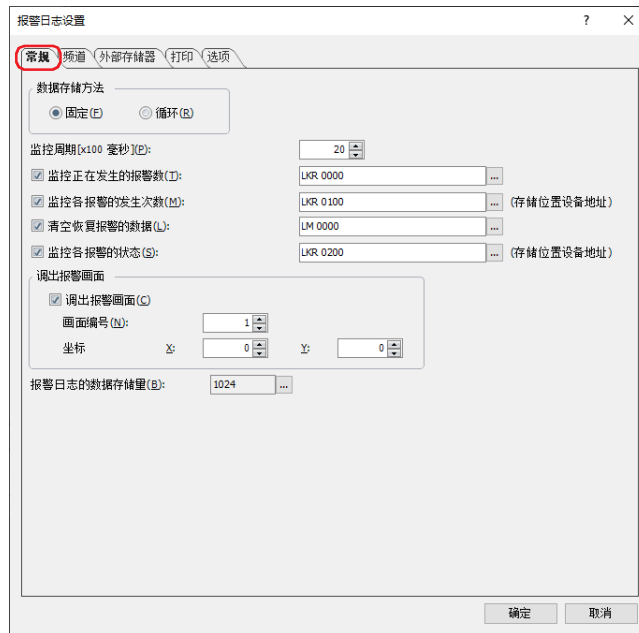 报警日志设置 ? ×
常规 频道 外部存储器 打印 选项
数据存储方法
固定(F) 循环(R)
监控周期[x100 毫秒](P): 20
监控正在发生的报警数(T): LKR 0000 ...
监控各报警的发生次数(M): LKR 0100 ... (存储位置设备地址)
清空恢复报警的数据(L): LM 0000 ...
监控各报警的状态(S): LKR 0200 ... (存储位置设备地址)
调出报警画面
调出报警画面(C)
画面编号(N): 1
坐标 X: 0 Y: 0
报警日志的数据存储量(B): 1024 ...
确定 取消